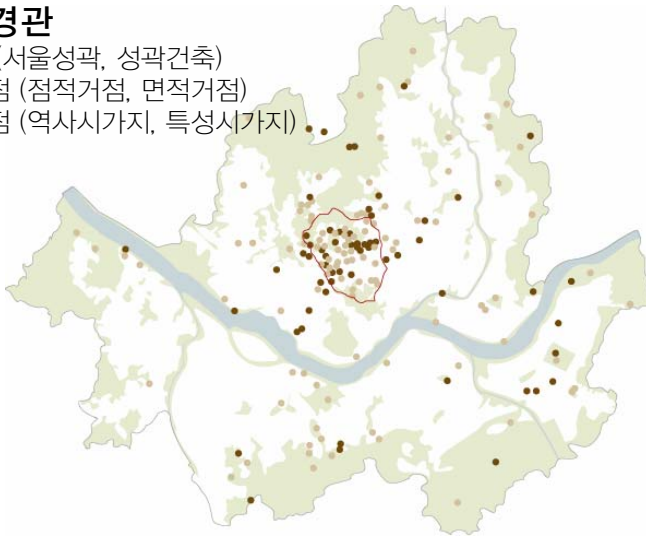 경관
(서울성곽, 성곽건축)
점 (점적거점, 면적거점)
점 (역사시가지, 특성시가지)